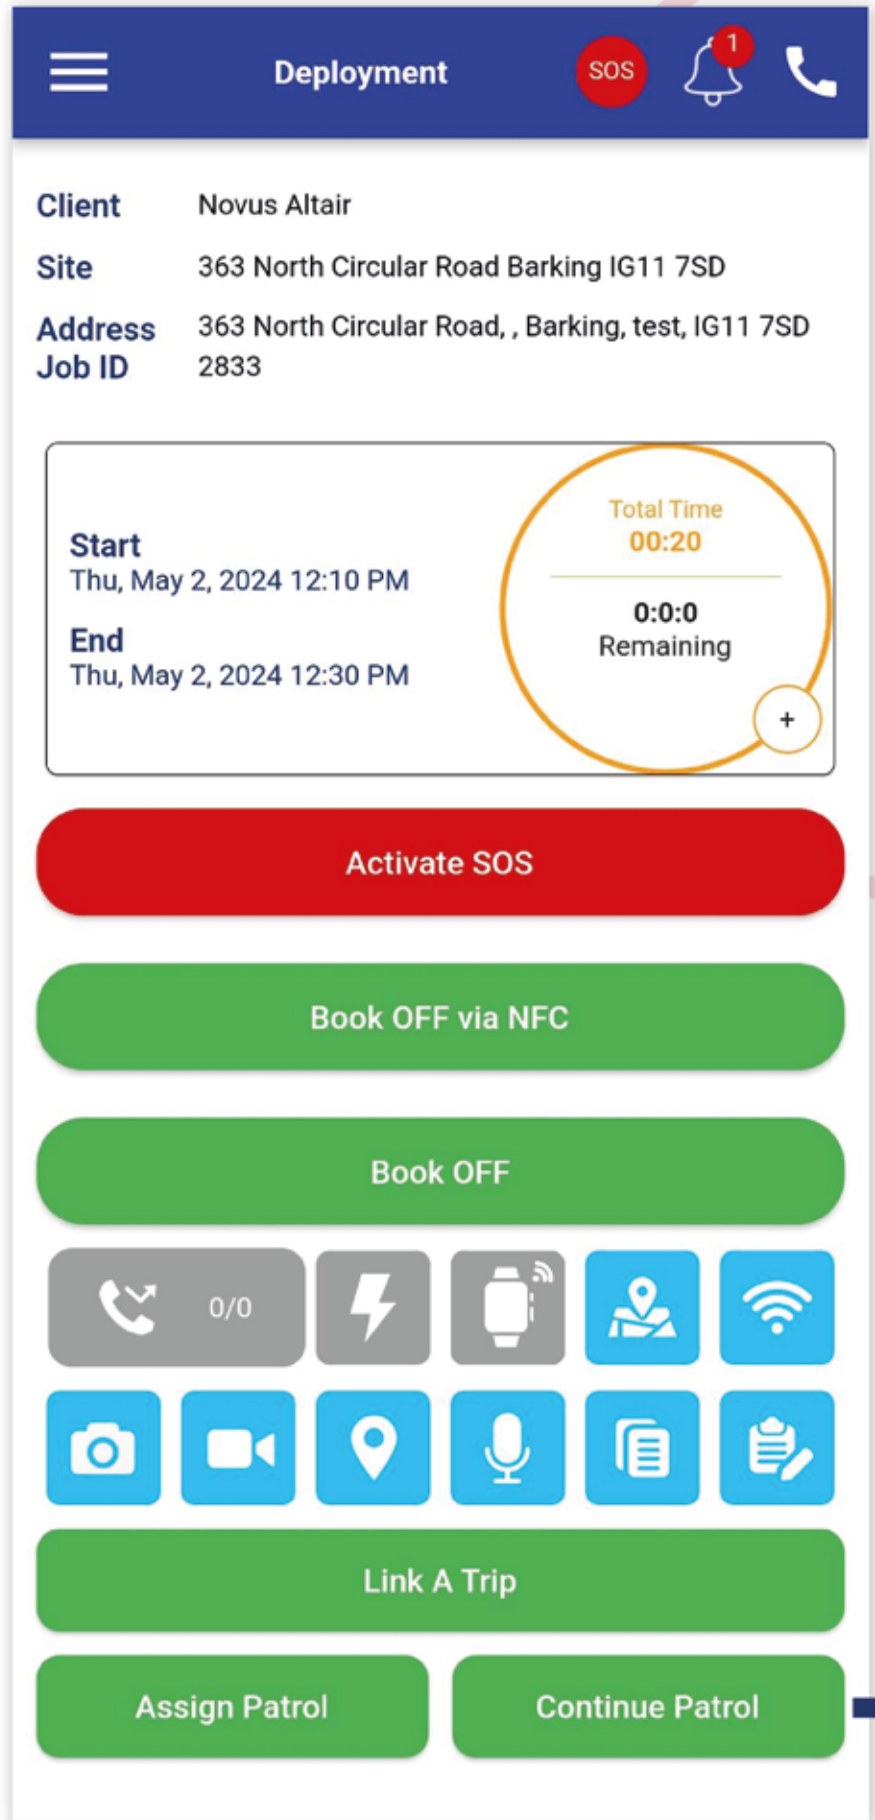 Deployment SOS 1
Client Novus Altair
Site 363 North Circular Road Barking IG11 7SD
Address 363 North Circular Road, , Barking, test, IG11 7SD
Job ID 2833
Total Time
00:20
Start
Thu, May 2, 2024 12:10 PM
0:0:0
Remaining
End
Thu, May 2, 2024 12:30 PM
+
Activate SOS
Book OFF via NFC
Book OFF
0/0
Link A Trip
Assign Patrol Continue Patrol